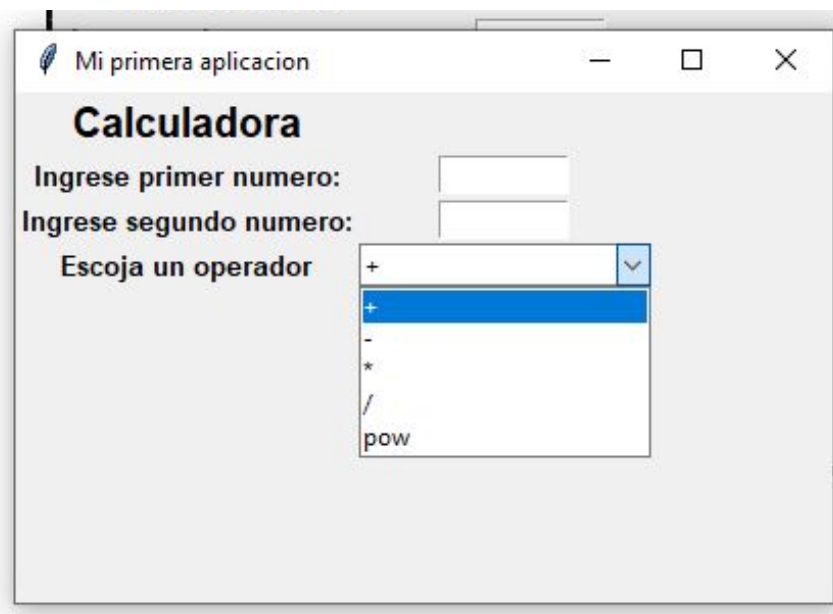 Mi primera aplicacion
Calculadora
Ingrese primer numero:
Ingrese segundo numero:
Escoja un operador +
+
-
*
/
pow